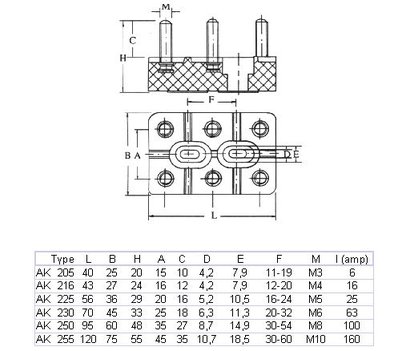 M
C
H
F
B
A
D
E
L
Type L B H A C D E F M I (amp)
AK 205 40 25 20 15 10 4,2 7,9 11-19 M3 6
AK 216 43 27 24 16 12 4,2 7,9 12-20 M4 16
AK 225 56 36 29 20 16 5,2 10,5 16-24 M5 25
AK 230 70 45 33 25 18 6,3 11,3 20-32 M6 63
AK 250 95 60 48 35 27 8,7 14,9 30-54 M8 100
AK 255 120 75 55 45 35 10,7 18,5 30-60 M10 160